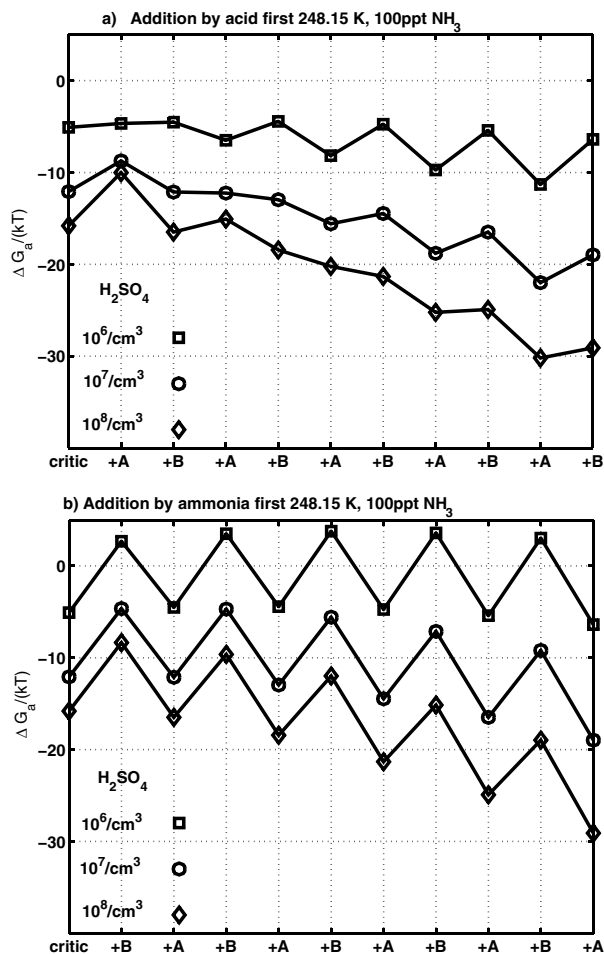 a) Addition by acid first 248.15 K, 100ppt NH3
0
−10
−20
−30
Δ Ga/(kT)
H2SO4
10^6/cm^3
10^7/cm^3
10^8/cm^3
critic +A +B +A +B +A +B +A +B +A +B
b) Addition by ammonia first 248.15 K, 100ppt NH3
0
−10
−20
−30
Δ Ga/(kT)
H2SO4
10^6/cm^3
10^7/cm^3
10^8/cm^3
critic +B +A +B +A +B +A +B +A +B +A